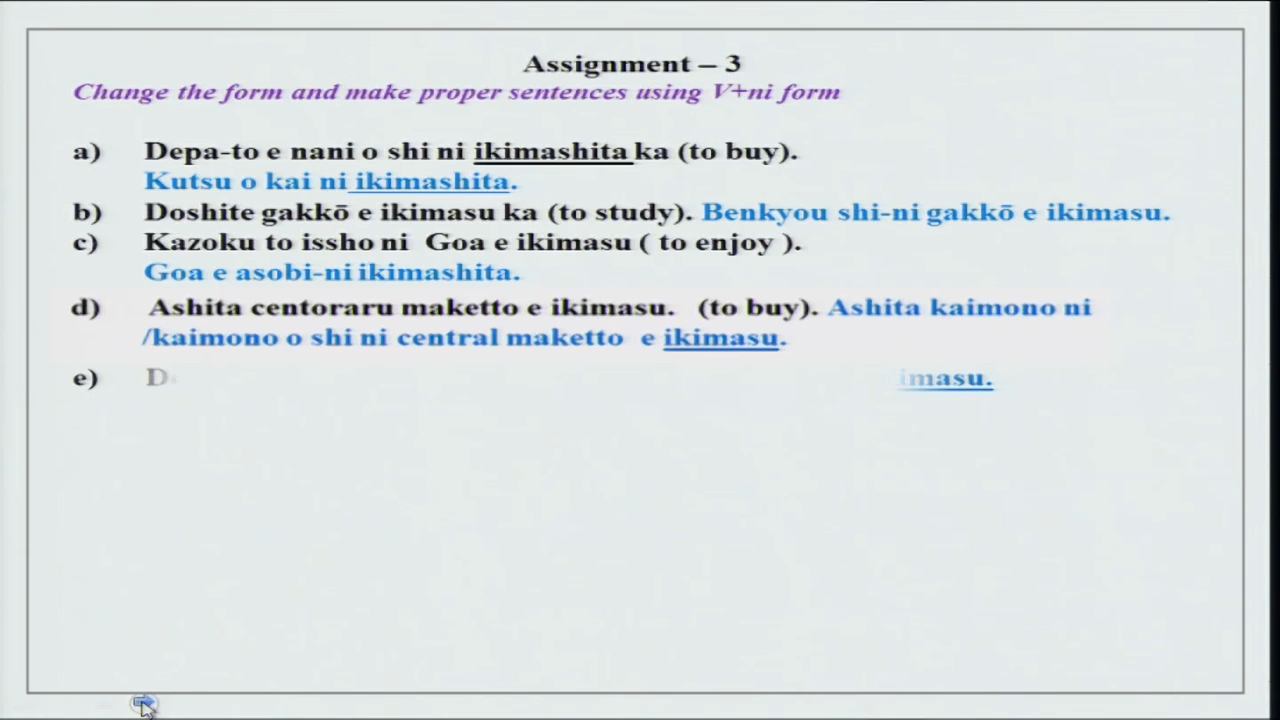 Assignment – 3
Change the form and make proper sentences using V+ni form
a) Depa-to e nani o shi ni ikimashita ka (to buy).
Kutsu o kai ni ikimashita.
b) Doshite gakkō e ikimasu ka (to study). Benkyou shi-ni gakkō e ikimasu.
c) Kazoku to issho ni Goa e ikimasu ( to enjoy ).
Goa e asobi-ni ikimashita.
d) Ashita centoraru maketto e ikimasu. (to buy). Ashita kaimono ni
/kaimono o shi ni central maketto e ikimasu.
e) D imasu.